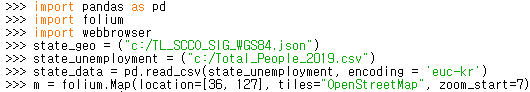 >>> import pandas as pd
>>> import folium
>>> import webbrowser
>>> state_geo = ("c:/TL_SCCO_SIG_WGS84.json")
>>> state_unemployment = ("c:/Total_People_2019.csv")
>>> state_data = pd.read_csv(state_unemployment, encoding = 'euc-kr')
>>> m = folium.Map(location=[36, 127], tiles="OpenStreetMap", zoom_start=7)